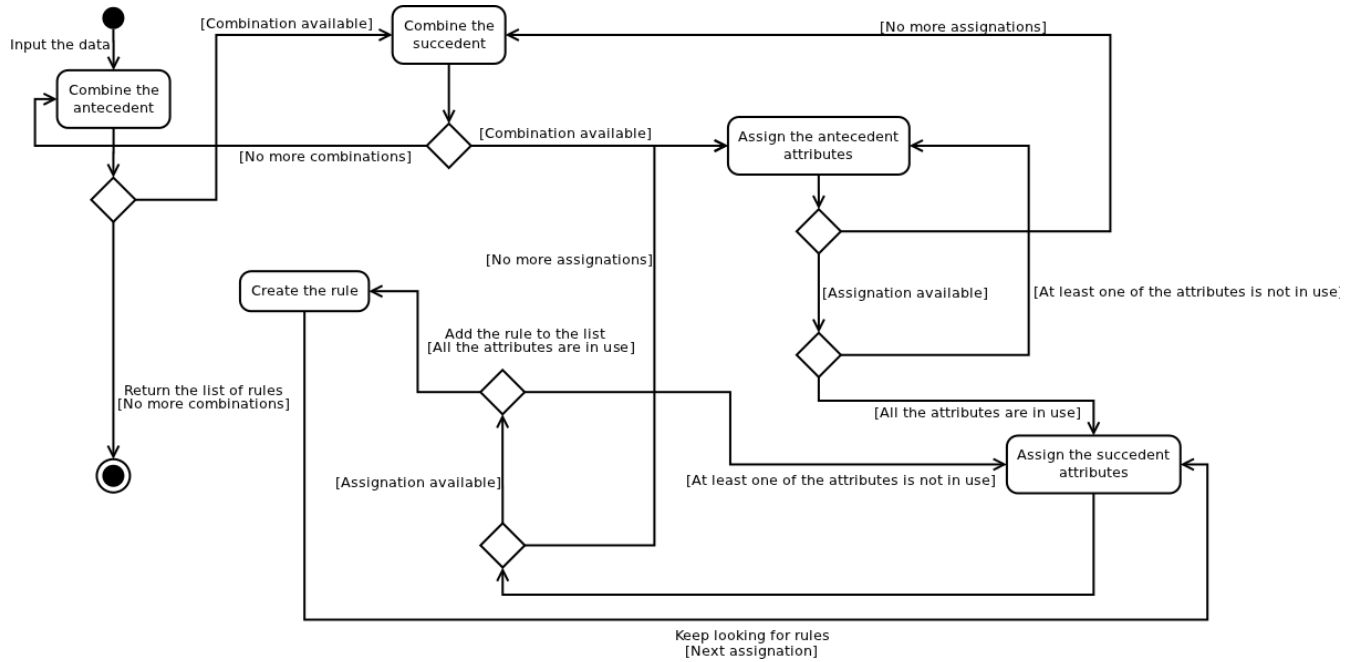 [Combination available]
Combine the
succedent
[No more assignations]
Input the data
Combine the
antecedent
[Combination available]
Assign the antecedent
attributes
[No more combinations]
[No more assignations]
Create the rule
[Assignation available]
[At least one of the attributes is not in use]
Add the rule to the list
[All the attributes are in use]
Return the list of rules
[No more combinations]
[All the attributes are in use]
Assign the succedent
attributes
[Assignation available]
[At least one of the attributes is not in use]
Keep looking for rules
[Next assignation]